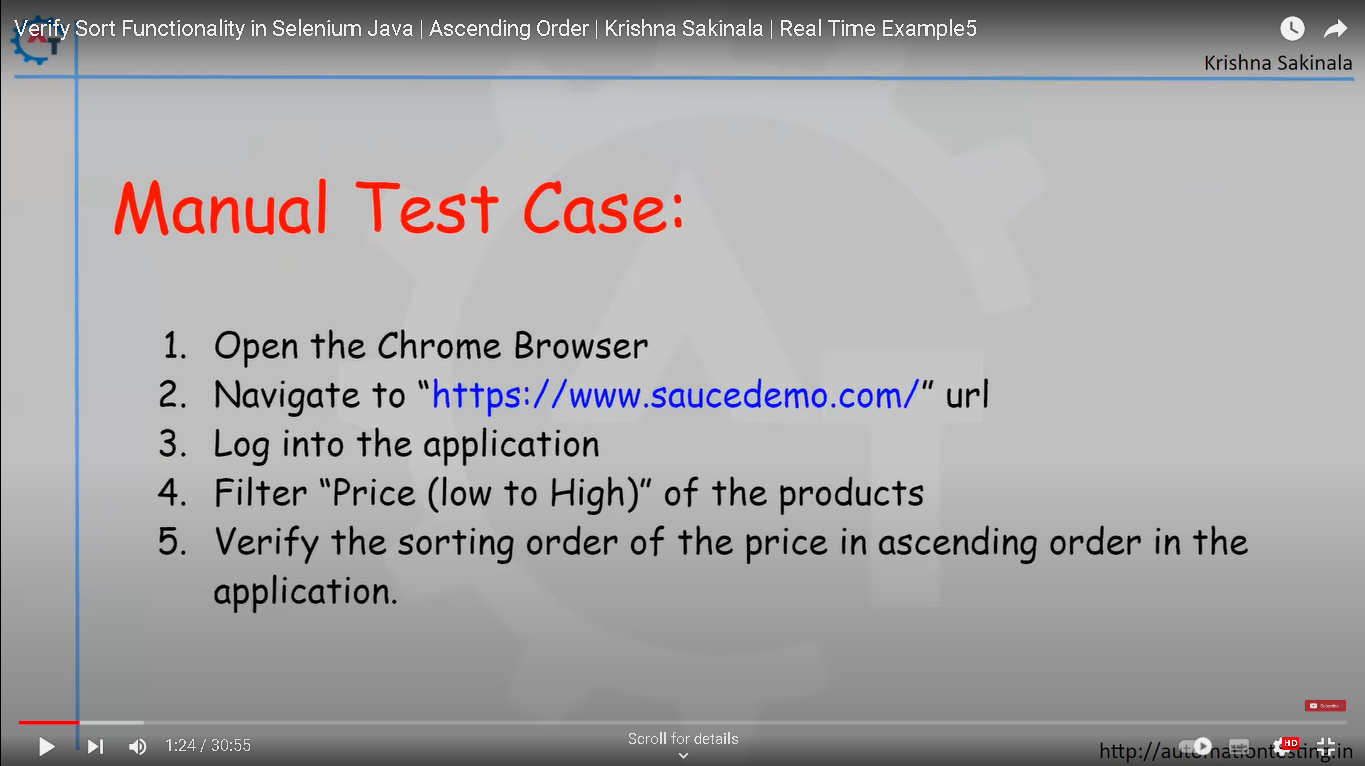 Verify Sort Functionality in Selenium Java | Ascending Order | Krishna Sakinala | Real Time Example5
Krishna Sakinala
Manual Test Case:
1. Open the Chrome Browser
2. Navigate to “https://www.saucedemo.com/” url
3. Log into the application
4. Filter “Price (low to High)” of the products
5. Verify the sorting order of the price in ascending order in the
application.
Subscribe
1:24 / 30:55
Scroll for details
HD
http://automationtesting.in